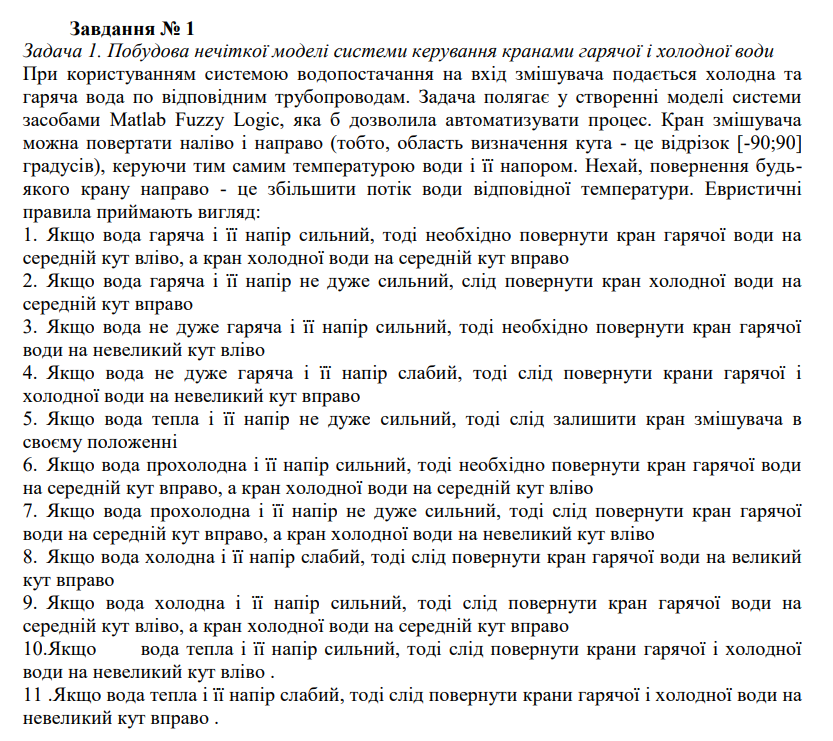 Завдання № 1
Задача 1. Побудова нечіткої моделі системи керування кранами гарячої і холодної води
При користуванням системою водопостачання на вхід змішувача подається холодна та
гаряча вода по відповідним трубопроводам. Задача полягає у створенні моделі системи
засобами Matlab Fuzzy Logic, яка б дозволила автоматизувати процес. Кран змішувача
можна повертати наліво і направо (тобто, область визначення кута - це відрізок [-90;90]
градусів), керуючи тим самим температурою води і її напором. Нехай, повернення будь-
якого крану направо - це збільшити потік води відповідної температури. Евристичні
правила приймають вигляд:
1. Якщо вода гаряча і її напір сильний, тоді необхідно повернути кран гарячої води на
середній кут вліво, а кран холодної води на середній кут вправо
2. Якщо вода гаряча і її напір не дуже сильний, слід повернути кран холодної води на
середній кут вправо
3. Якщо вода не дуже гаряча і її напір сильний, тоді необхідно повернути кран гарячої
води на невеликий кут вліво
4. Якщо вода не дуже гаряча і її напір слабий, тоді слід повернути крани гарячої і
холодної води на невеликий кут вправо
5. Якщо вода тепла і її напір не дуже сильний, тоді слід залишити кран змішувача в
своєму положенні
6. Якщо вода прохолодна і її напір сильний, тоді необхідно повернути кран гарячої води
на середній кут вправо, а кран холодної води на середній кут вліво
7. Якщо вода прохолодна і її напір не дуже сильний, тоді слід повернути кран гарячої
води на середній кут вправо, а кран холодної води на невеликий кут вліво
8. Якщо вода холодна і її напір слабий, тоді слід повернути кран гарячої води на великий
кут вправо
9. Якщо вода холодна і її напір сильний, тоді слід повернути кран гарячої води на
середній кут вліво, а кран холодної води на середній кут вправо
10.Якщо вода тепла і її напір сильний, тоді слід повернути крани гарячої і холодної
води на невеликий кут вліво .
11 .Якщо вода тепла і її напір слабий, тоді слід повернути крани гарячої і холодної води на
невеликий кут вправо .